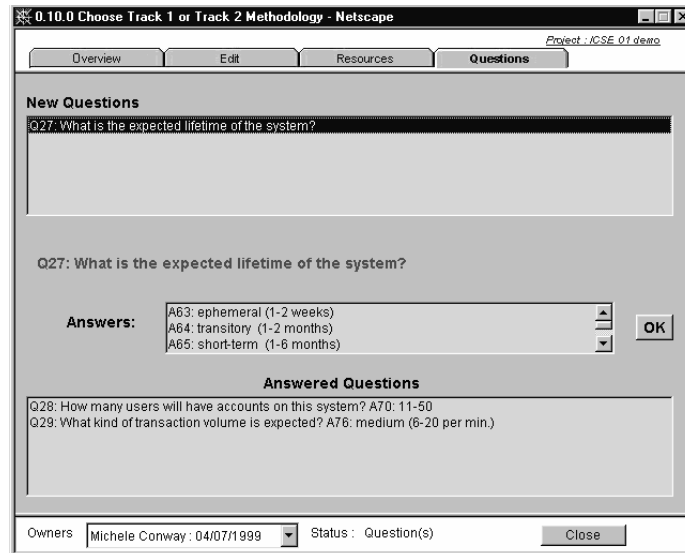 0.10.0 Choose Track 1 or Track 2 Methodology - Netscape
Project : ICSE 01 demo
Overview Edit Resources Questions
New Questions
Q27: What is the expected lifetime of the system?
Q27: What is the expected lifetime of the system?
Answers:
A63: ephemeral (1-2 weeks)
A64: transitory (1-2 months)
A65: short-term (1-6 months)
OK
Answered Questions
Q28: How many users will have accounts on this system? A70: 11-50
Q29: What kind of transaction volume is expected? A76: medium (6-20 per min.)
Owners Michele Conway : 04/07/1999 Status : Question(s) Close